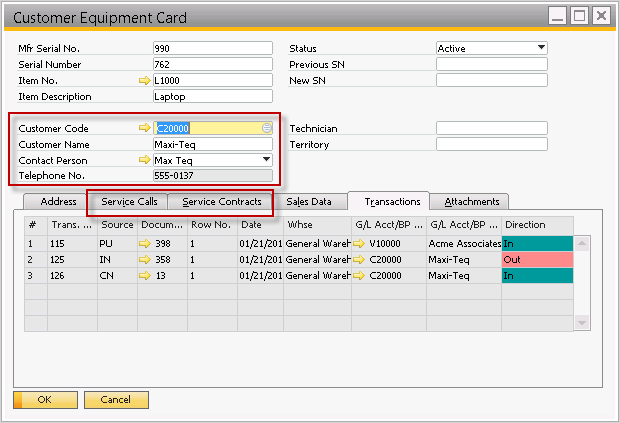 Customer Equipment Card
Mfr Serial No. 990 Status Active
Serial Number 762 Previous SN
Item No. L1000 New SN
Item Description Laptop
Customer Code C20000 Technician
Customer Name Maxi-Teq Territory
Contact Person Max Teq
Telephone No. 555-0137
Address Service Calls Service Contracts Sales Data Transactions Attachments
# Trans. ... Source Docum... Row No. Date Whse G/L Acct/BP ... G/L Acct/BP ... Direction
1 115 PU 398 1 01/21/201 General Wareh V10000 Acme Associates In
2 125 IN 358 1 01/21/201 General Wareh C20000 Maxi-Teq Out
3 126 CN 13 1 01/21/201 General Wareh C20000 Maxi-Teq In
OK Cancel